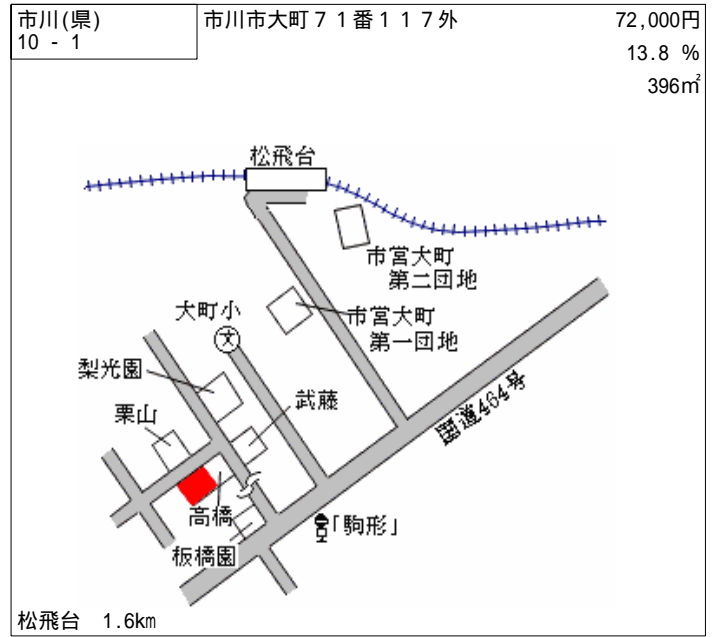 市川(県)
10 - 1
市川市大町７１番１１７外
72,000円
13.8 %
396㎡
松飛台
市営大町
第二団地
大町小
文
市営大町
第一団地
梨光園
武藤
栗山
国道464号
高橋
「駒形」
板橋園
松飛台 1.6km